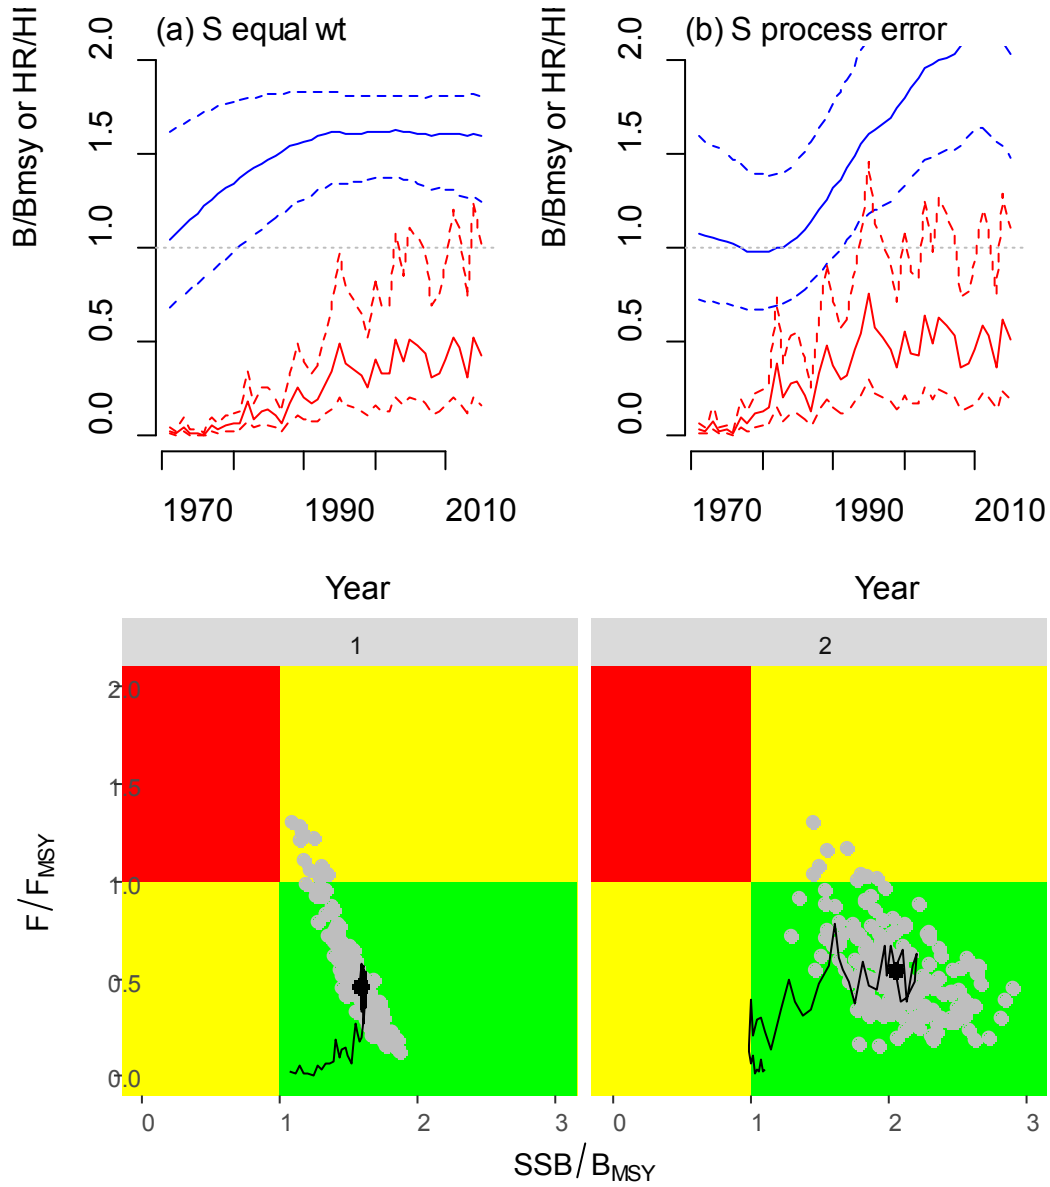 (a) S equal wt
(b) S process error
B/Bmsy or HR/H
B/Bmsy or HR/H
0.0 0.5 1.0 1.5 2.0
0.0 0.5 1.0 1.5 2.0
1970 1990 2010
1970 1990 2010
Year
Year
1
2
2.0
1.5
1.0
0.5
0.0
F/FMSY
0 1 2 3
0 1 2 3
SSB/BMSY